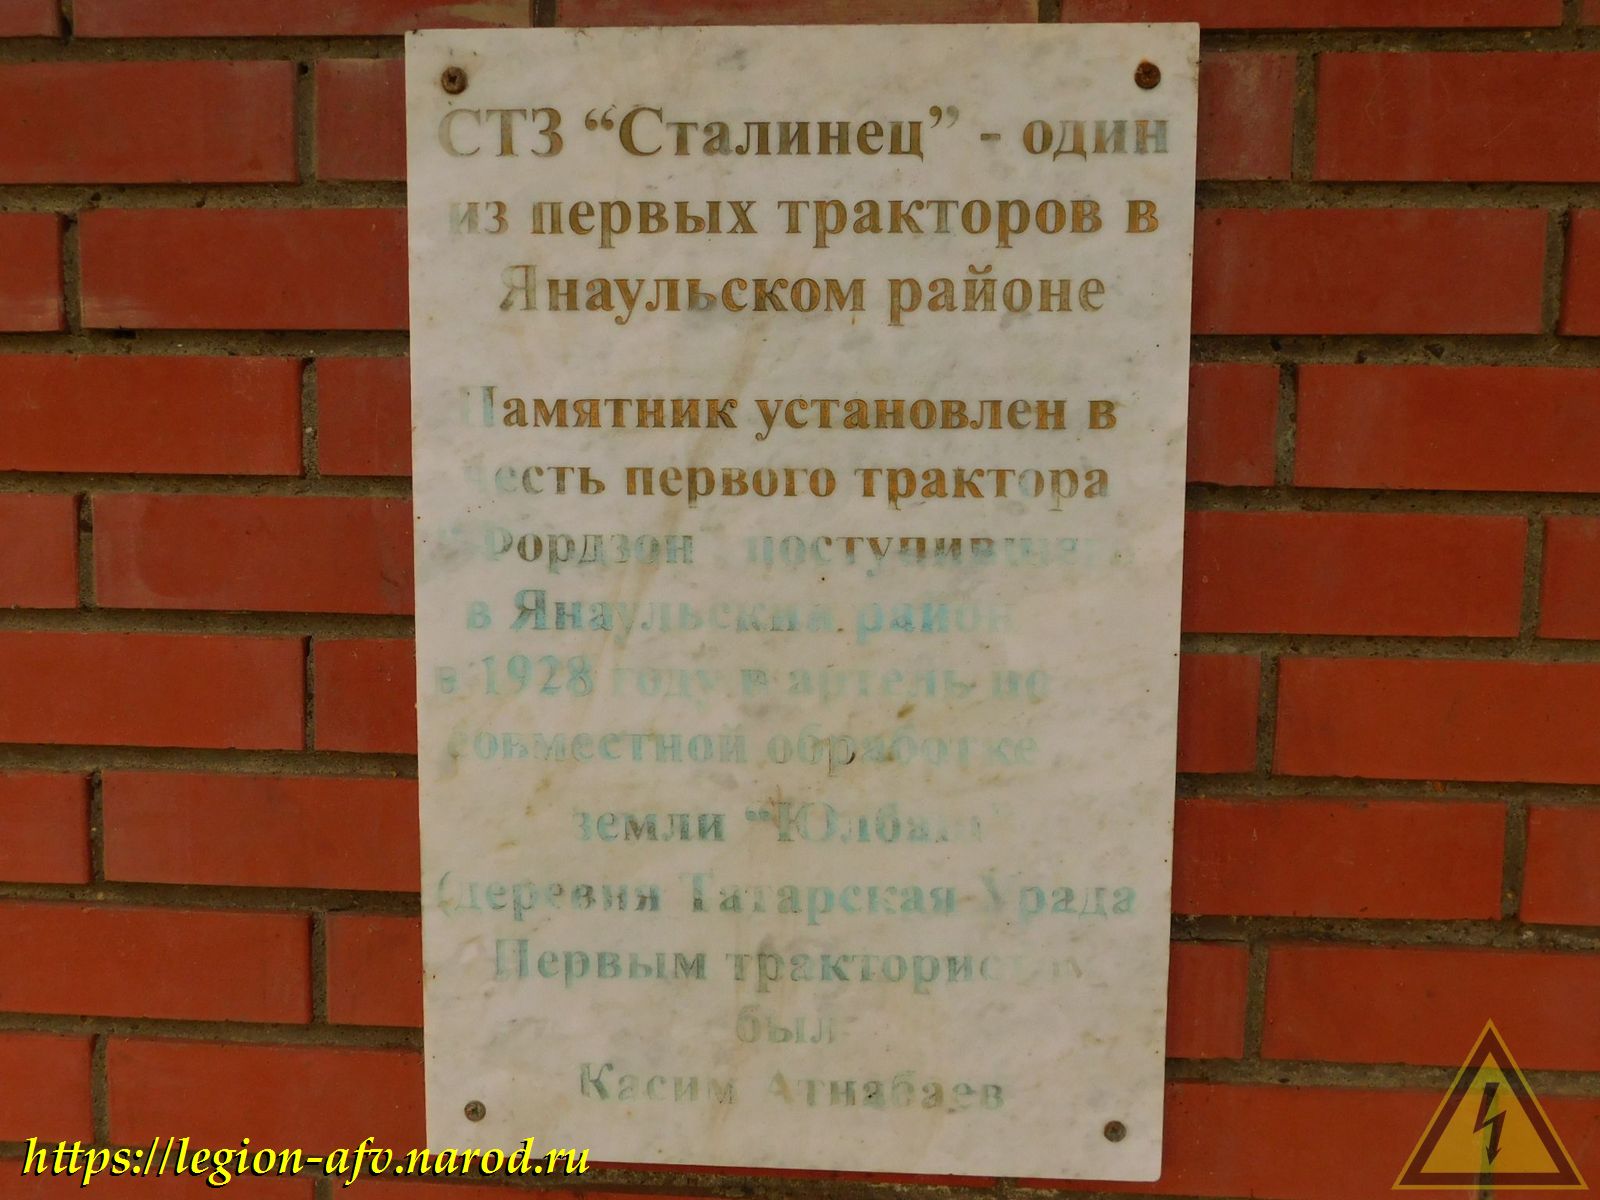 СТЗ “Сталинец” - один
из первых тракторов в
Янаульском районе
Памятник установлен в
честь первого трактора
“Фордзон” поступившего
в Янаульский район
в 1928 году в артель по
совместной обработке
земли “Юлбаш”
(деревня Татарская Урада
Первым трактористом
был
Касим Атнабаев
https://legion-afv.narod.ru